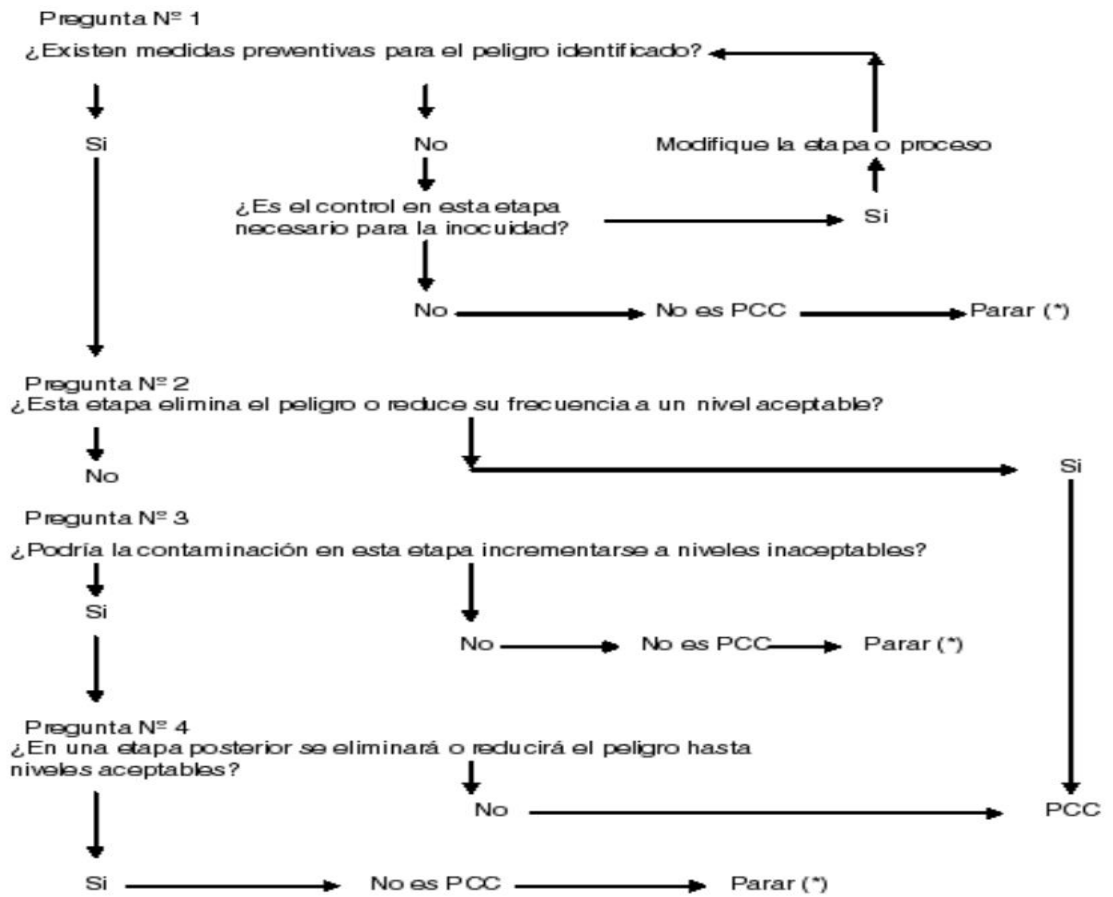 Pregunta Nº 1
¿Existen medidas preventivas para el peligro identificado?
Si
No
Modifique la etapa o proceso
¿Es el control en esta etapa
necesario para la inocuidad?
Si
No
No es PCC
Parar (*)
Pregunta Nº 2
¿Esta etapa elimina el peligro o reduce su frecuencia a un nivel aceptable?
No
Si
Pregunta Nº 3
¿Podría la contaminación en esta etapa incrementarse a niveles inaceptables?
Si
No
No es PCC
Parar (*)
Pregunta Nº 4
¿En una etapa posterior se eliminará o reducirá el peligro hasta
niveles aceptables?
No
PCC
Si
No es PCC
Parar (*)